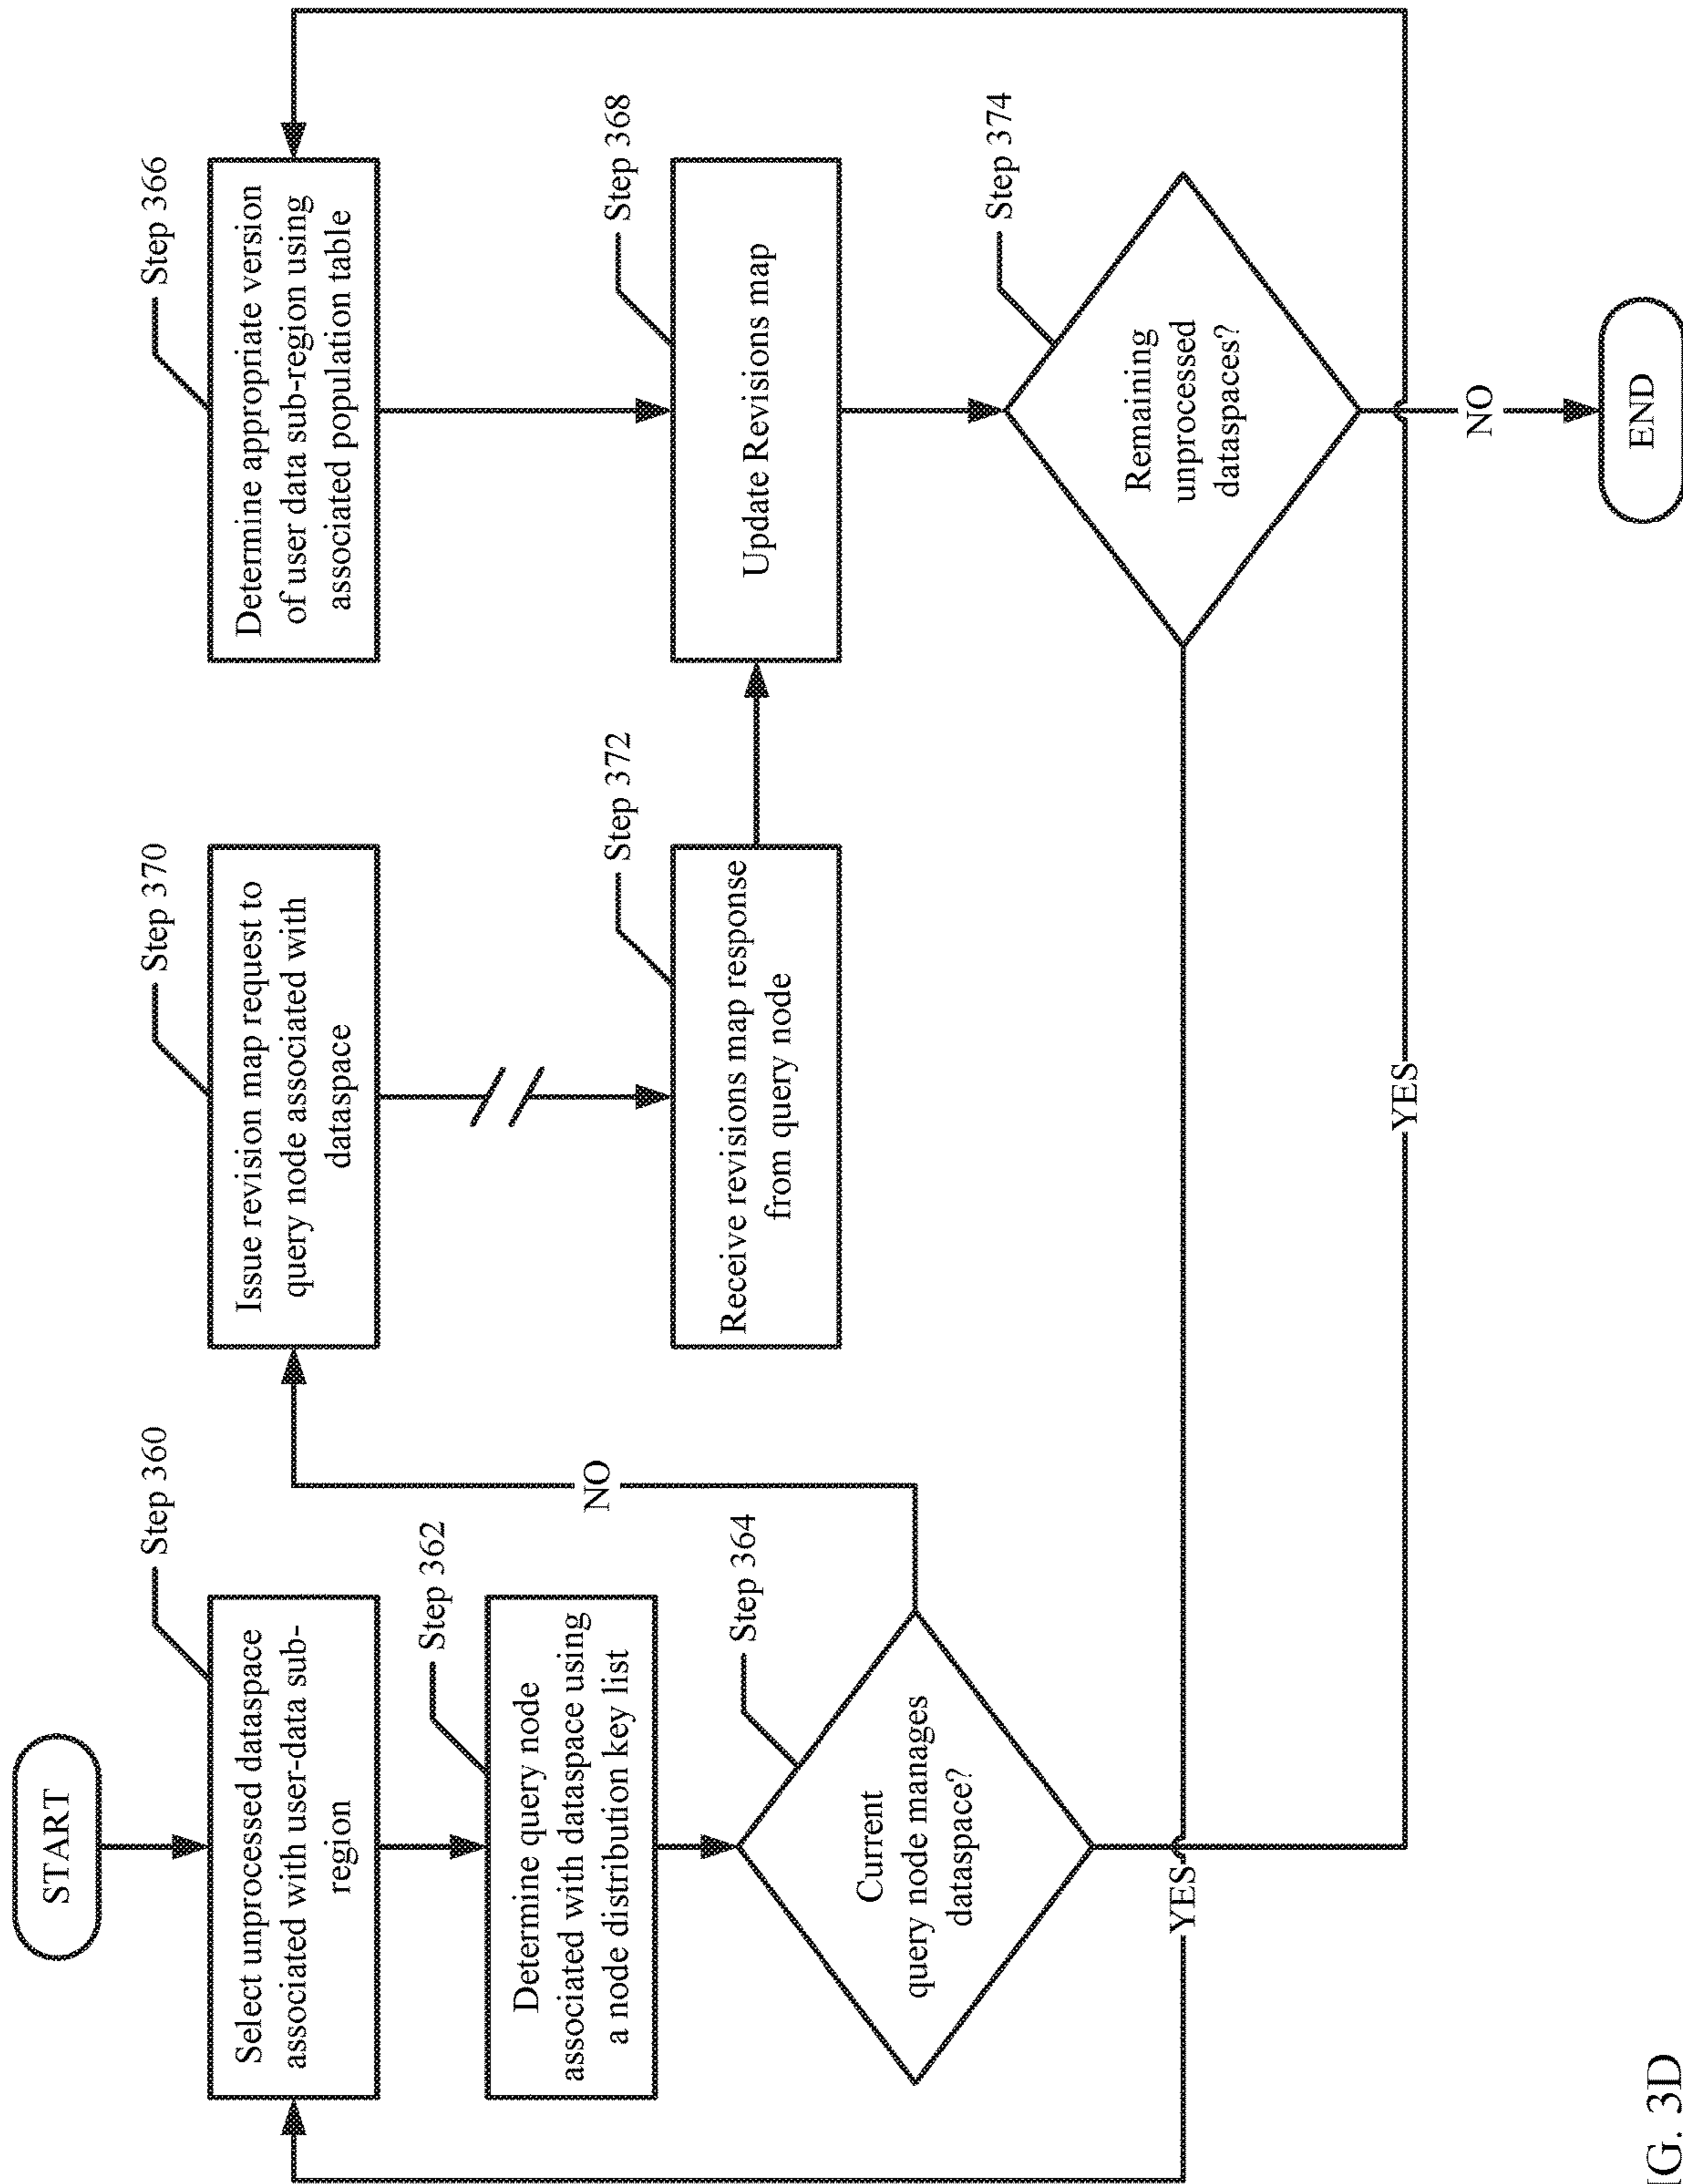 START
Step 360
Select unprocessed dataspace
associated with user-data sub-
region
Step 362
Determine query node
associated with dataspace using
a node distribution key list
Step 364
Current
query node manages
dataspace?
NO
YES
Step 370
Issue revision map request to
query node associated with
dataspace
Step 372
Receive revisions map response
from query node
Step 366
Determine appropriate version
of user data sub-region using
associated population table
Step 368
Update Revisions map
Step 374
Remaining
unprocessed
dataspaces?
YES
NO
END
IG. 3D